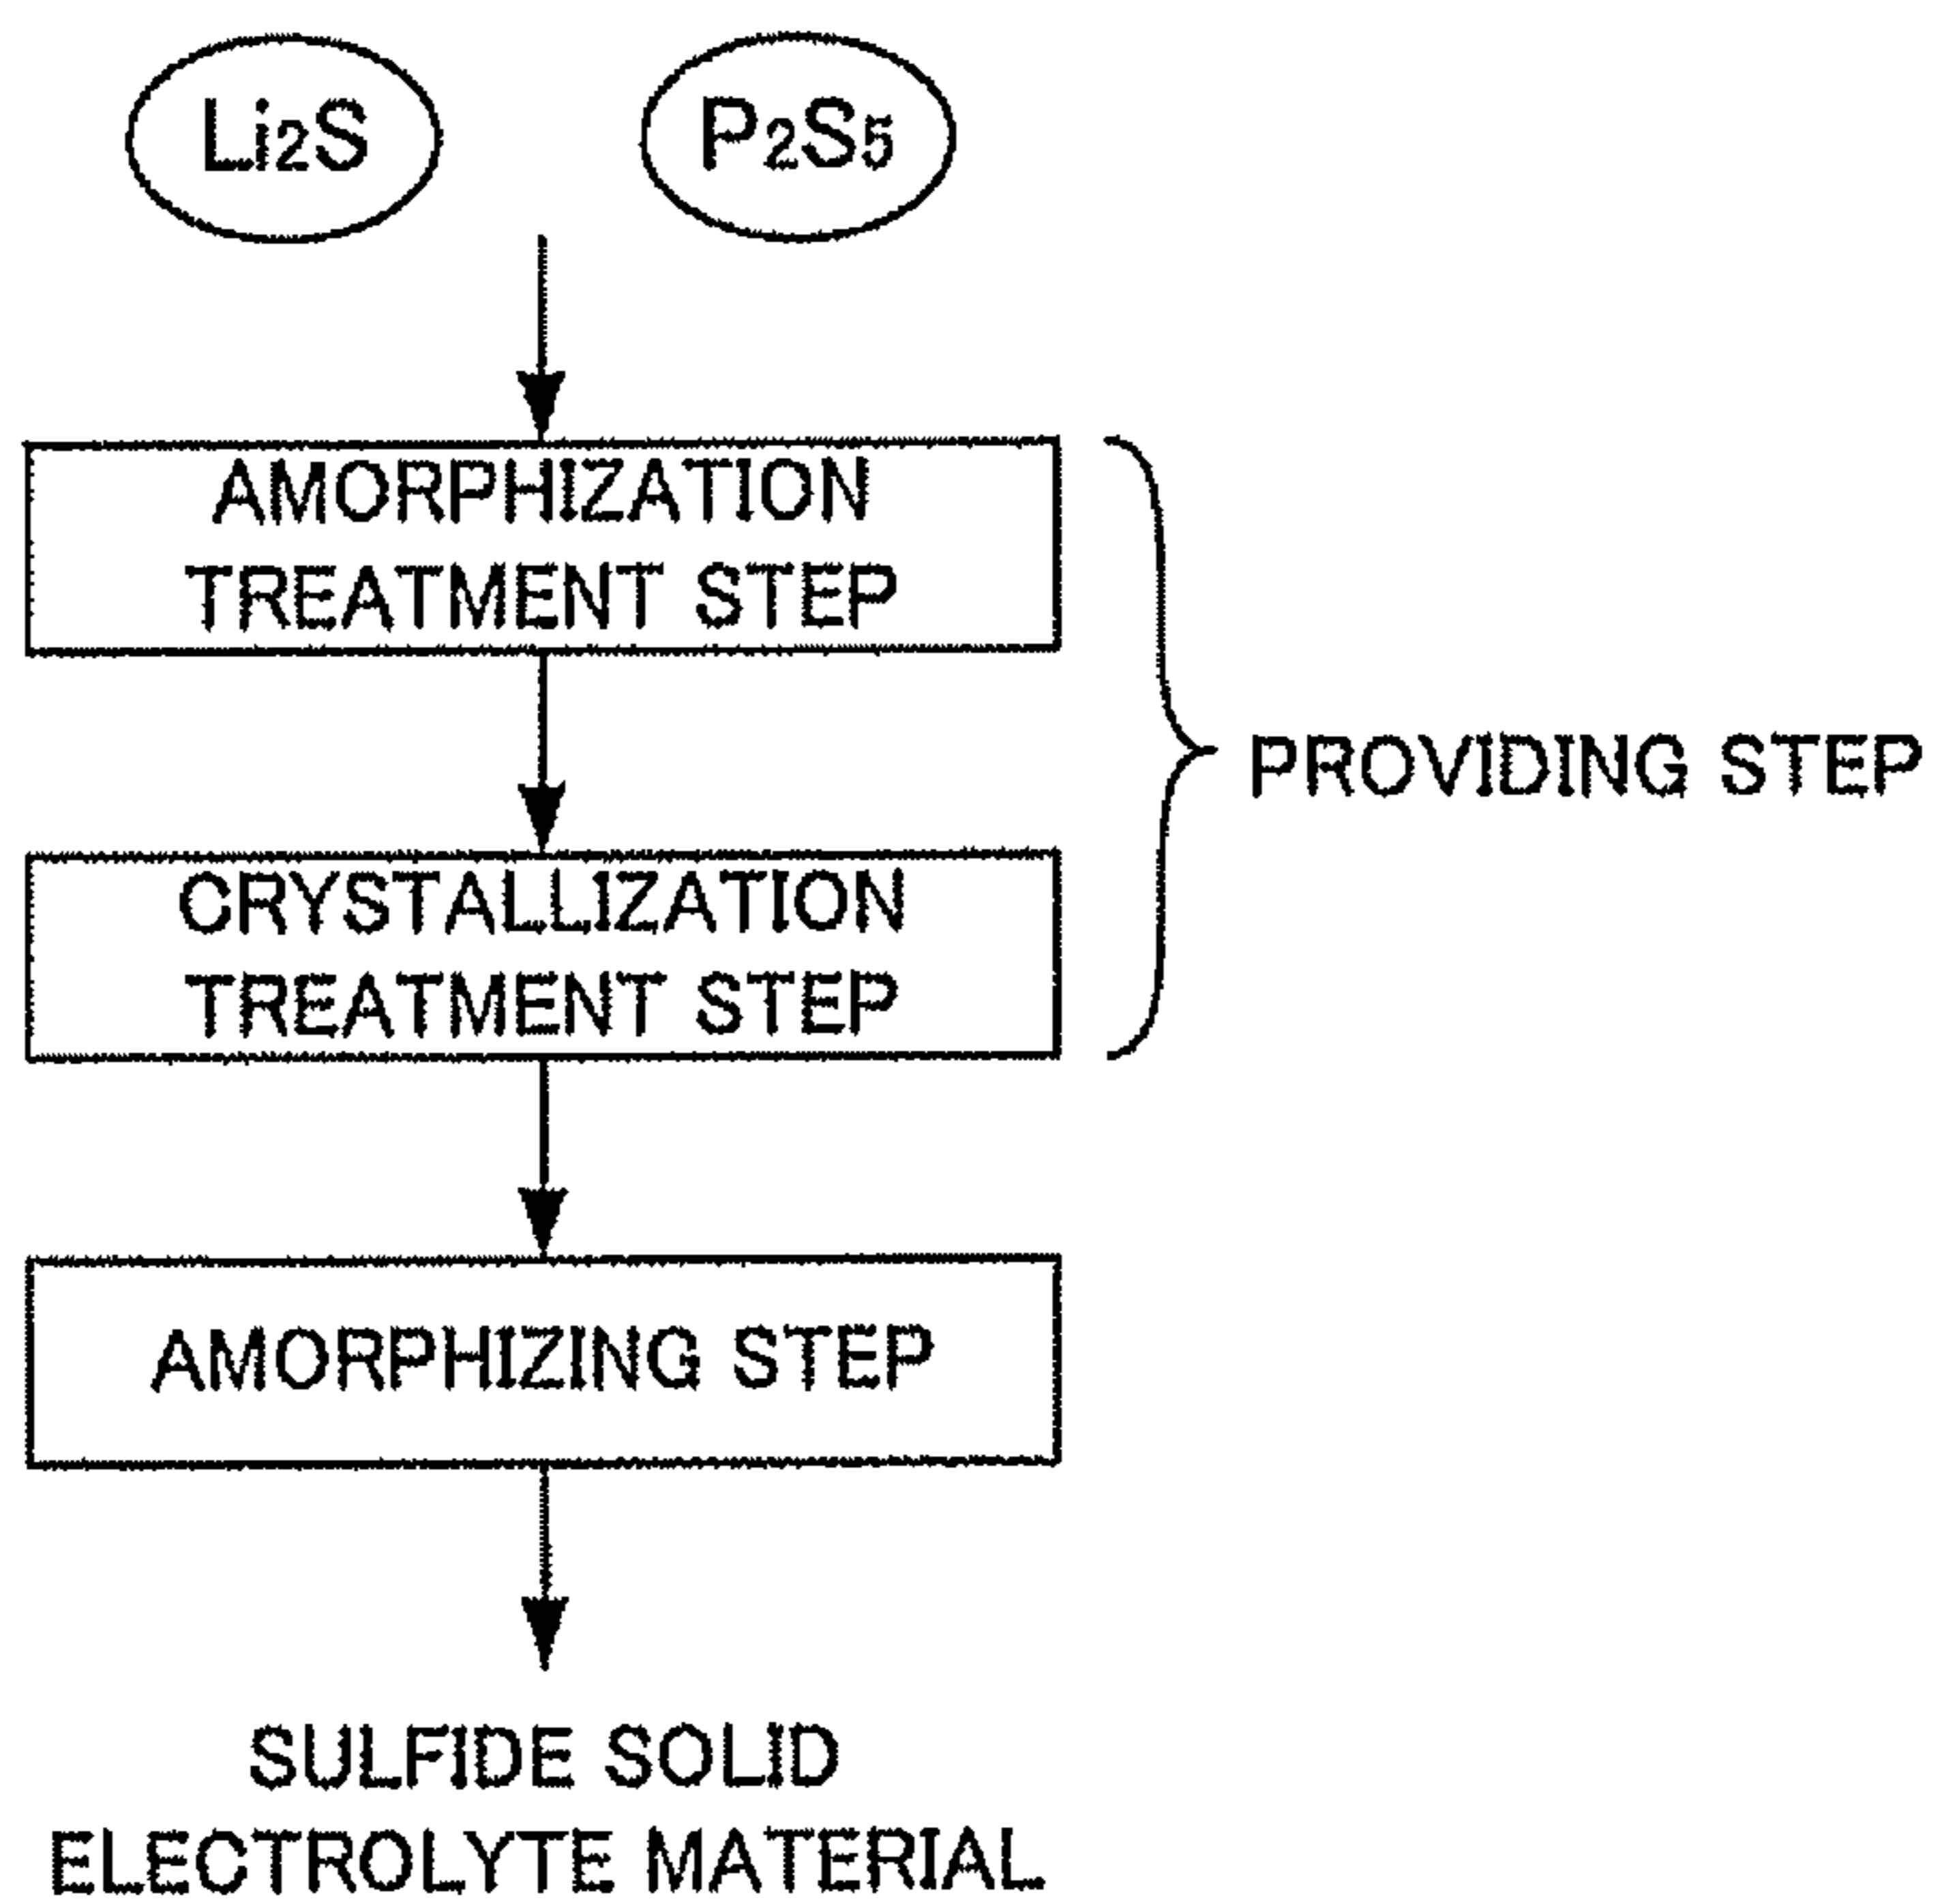 Li2S
P2S5
AMORPHIZATION
TREATMENT STEP
PROVIDING STEP
CRYSTALLIZATION
TREATMENT STEP
AMORPHIZING STEP
SULFIDE SOLID
ELECTROLYTE MATERIAL